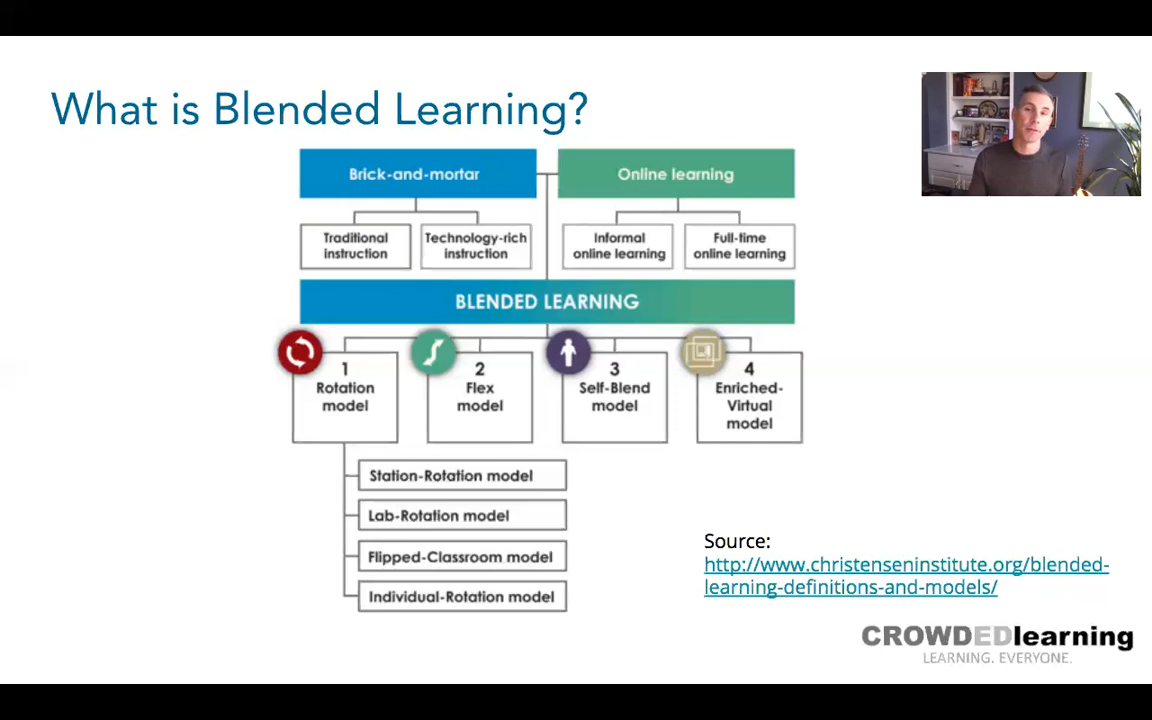 What is Blended Learning?
Brick-and-mortar
Online learning
Traditional
instruction
Technology-rich
instruction
Informal
online learning
Full-time
online learning
BLENDED LEARNING
1
Rotation
model
2
Flex
model
3
Self-Blend
model
4
Enriched-
Virtual
model
Station-Rotation model
Lab-Rotation model
Flipped-Classroom model
Individual-Rotation model
Source:
http://www.christenseninstitute.org/blended-
learning-definitions-and-models/
CROWDEDlearning
LEARNING. EVERYONE.